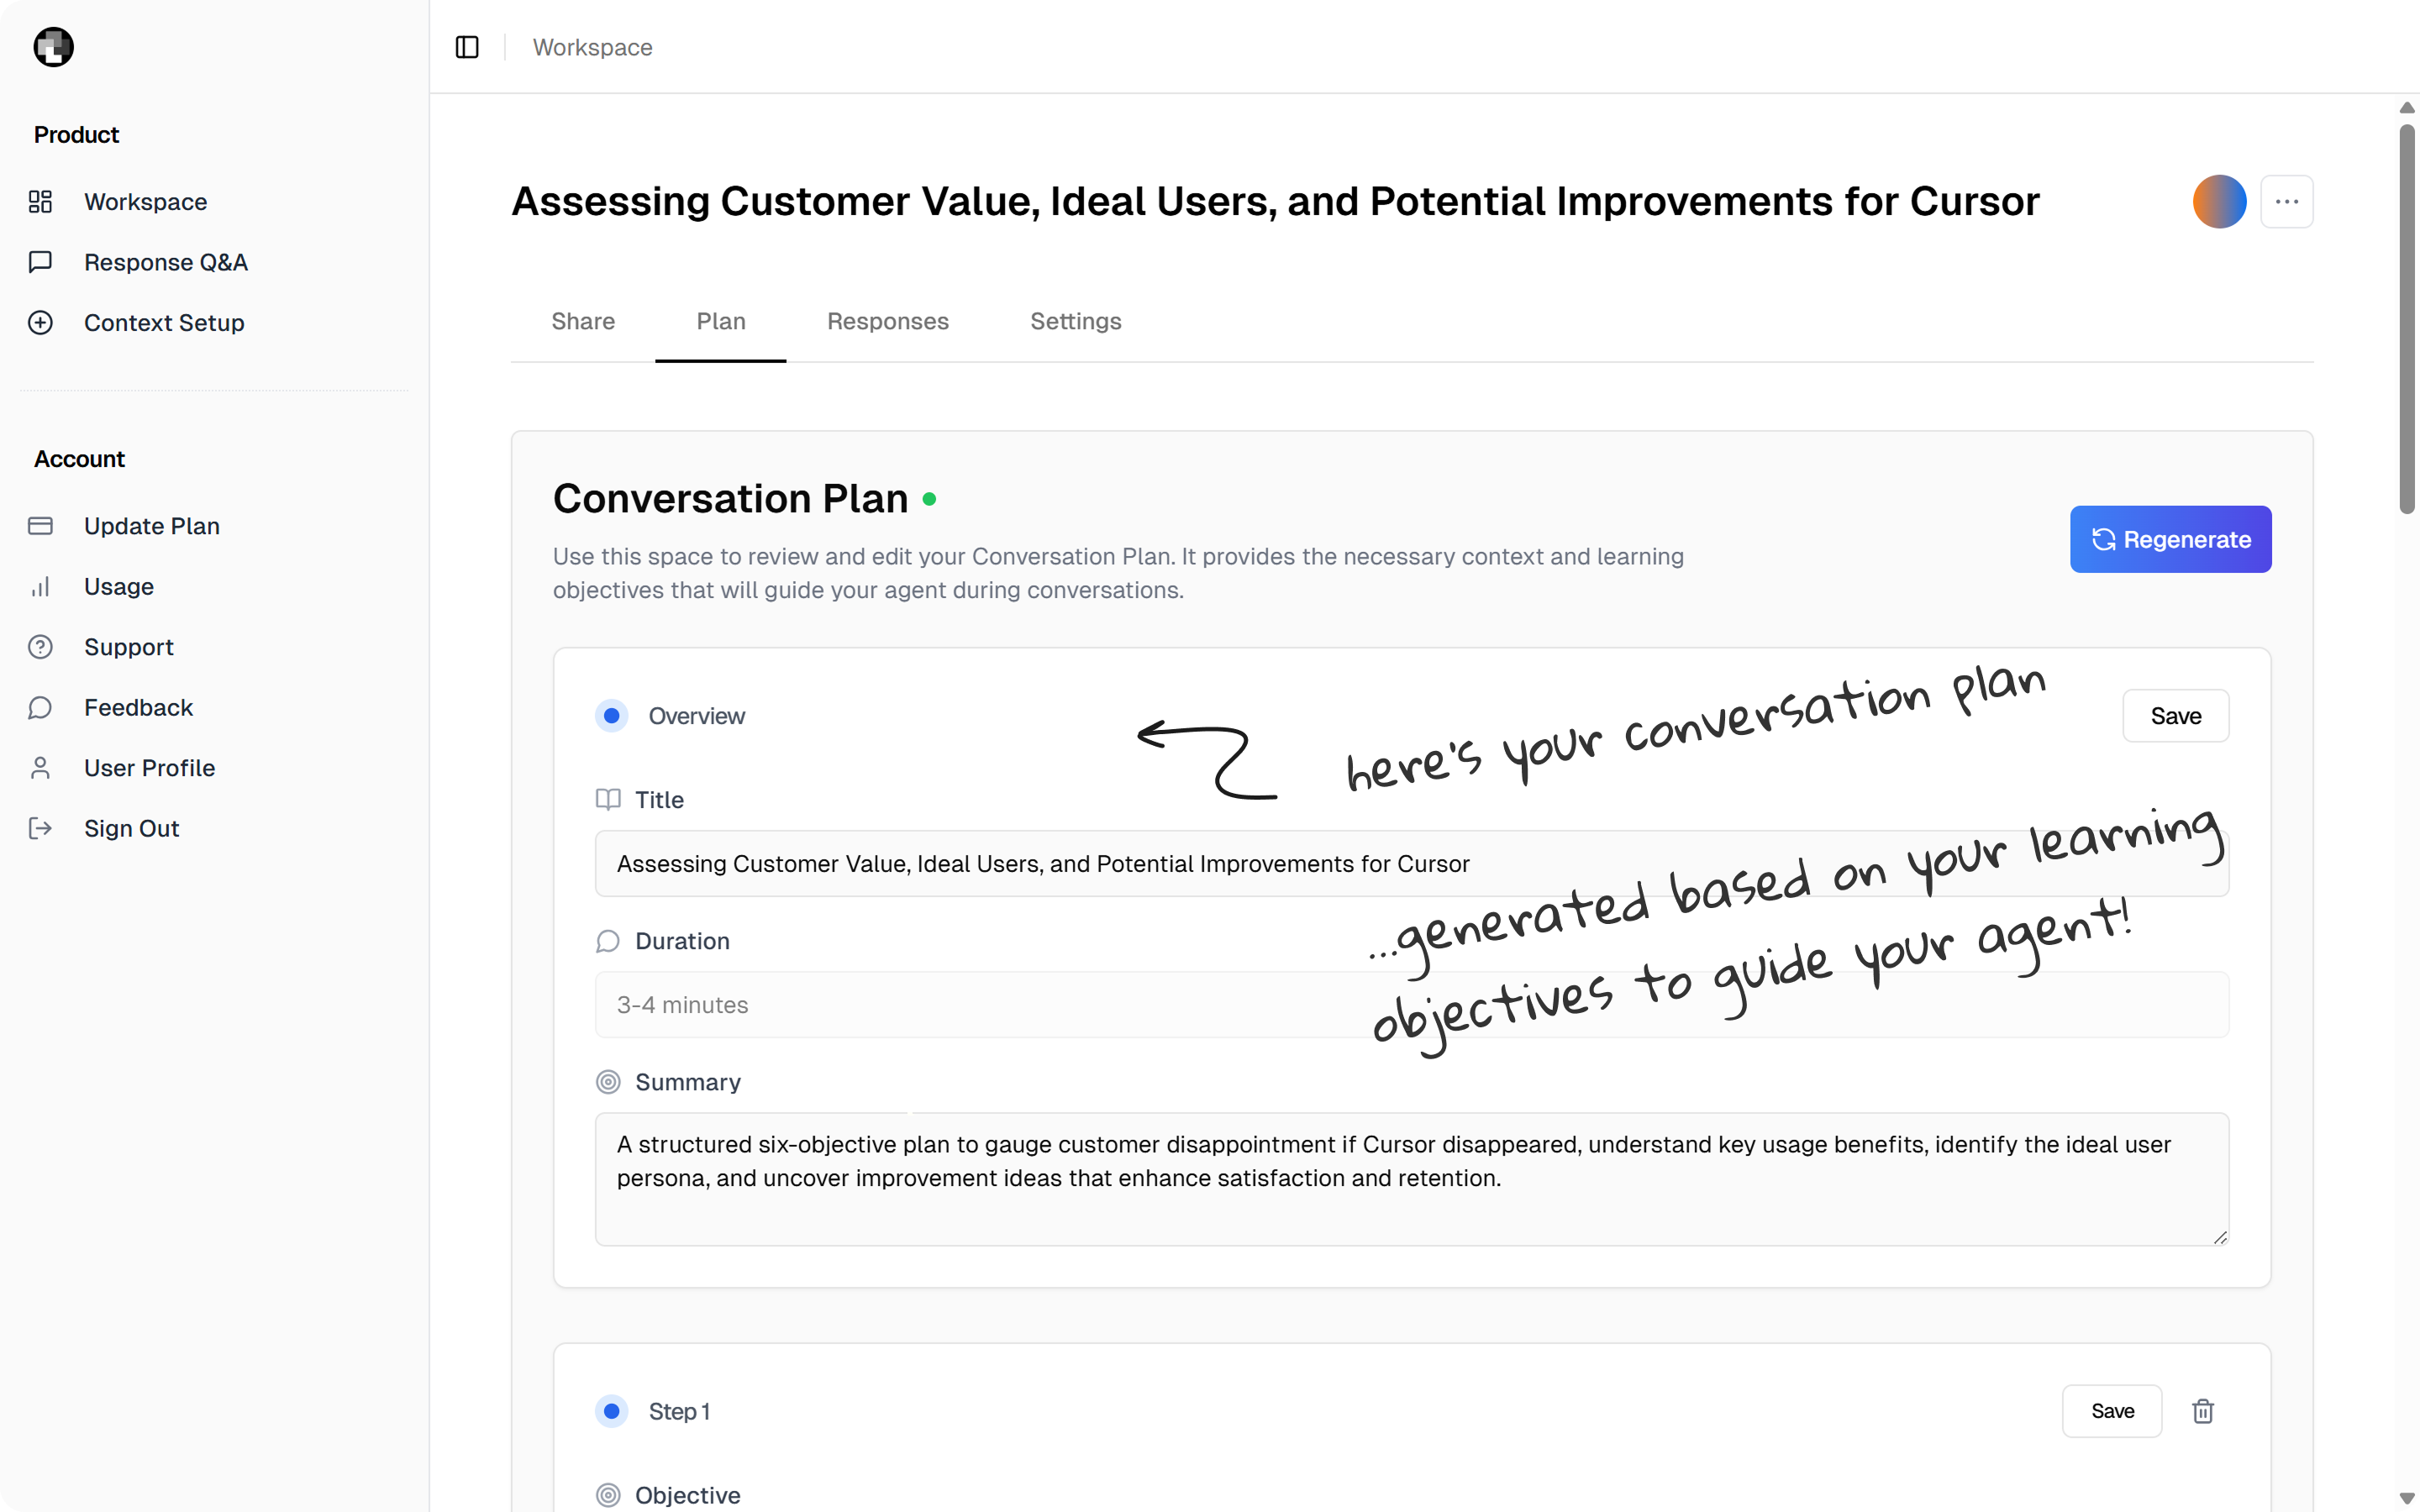 Product
Workspace
Response Q&A
Context Setup
Account
Update Plan
Usage
Support
Feedback
User Profile
Sign Out
Workspace
Assessing Customer Value, Ideal Users, and Potential Improvements for Cursor
Share
Plan
Responses
Settings
Conversation Plan
Use this space to review and edit your Conversation Plan. It provides the necessary context and learning
objectives that will guide your agent during conversations.
Regenerate
Overview
Save
here's your conversation plan
...generated based on your learning
objectives to guide your agent!
Title
Assessing Customer Value, Ideal Users, and Potential Improvements for Cursor
Duration
3-4 minutes
Summary
A structured six-objective plan to gauge customer disappointment if Cursor disappeared, understand key usage benefits, identify the ideal user
persona, and uncover improvement ideas that enhance satisfaction and retention.
Step 1
Save
Objective